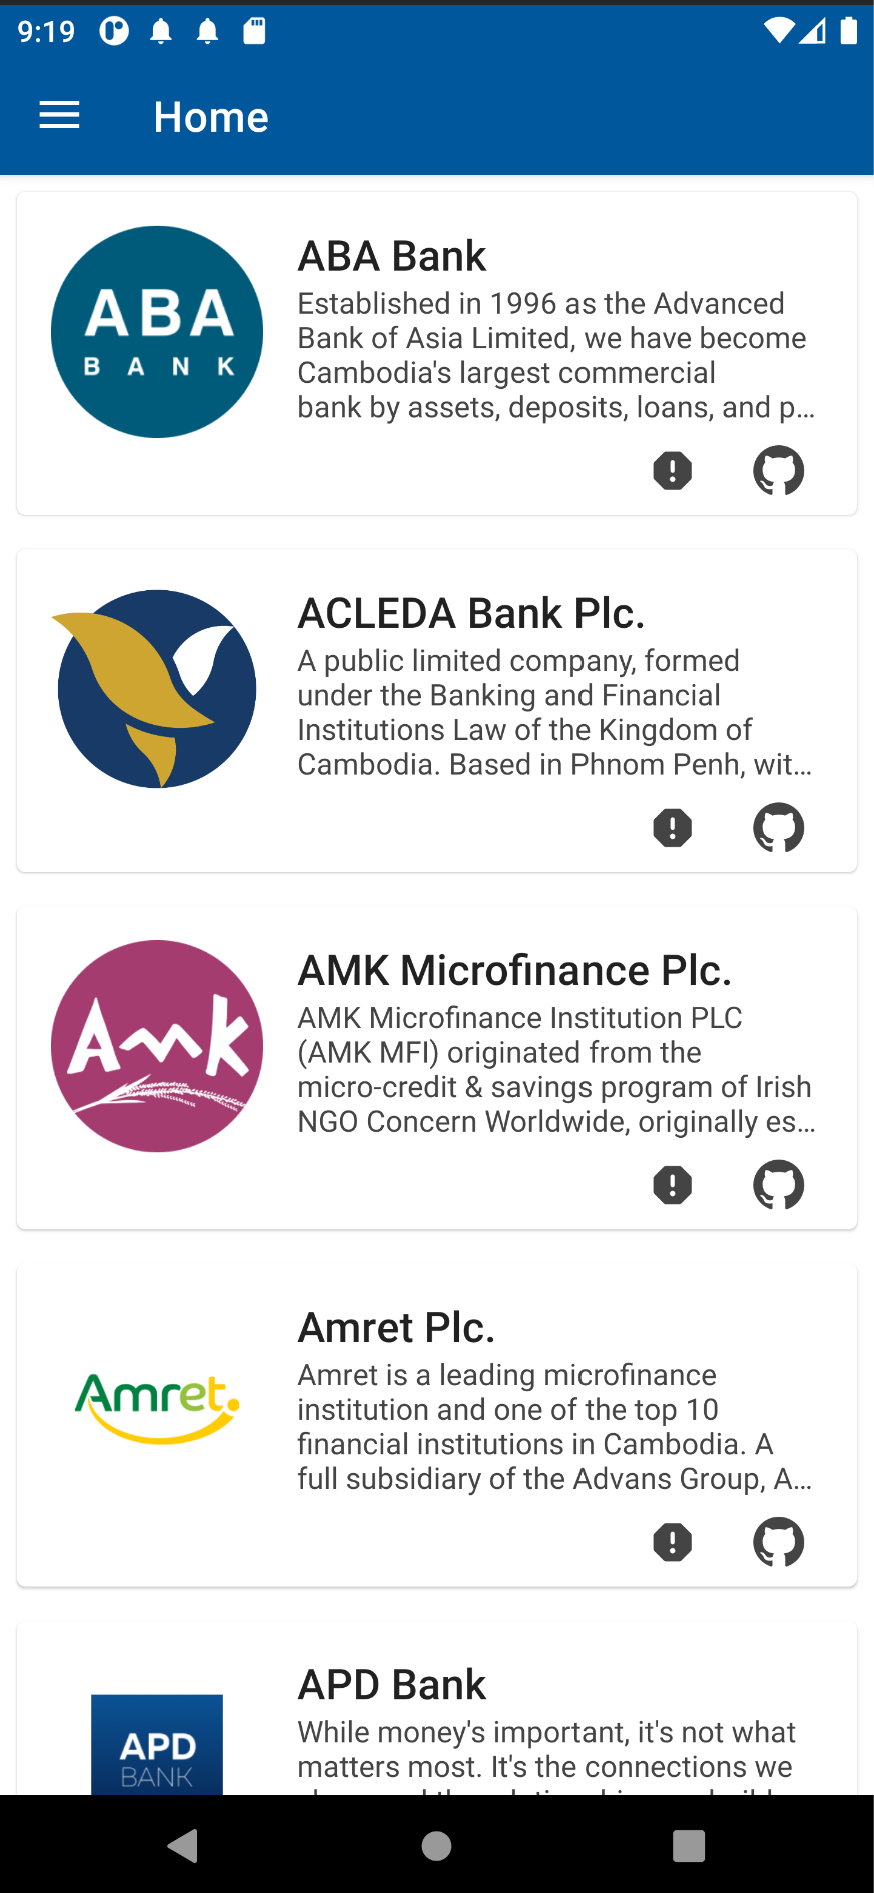 9:19
Home
ABA
BANK
ABA Bank
Established in 1996 as the Advanced
Bank of Asia Limited, we have become
Cambodia's largest commercial
bank by assets, deposits, loans, and p...
ACLEDA Bank Plc.
A public limited company, formed
under the Banking and Financial
Institutions Law of the Kingdom of
Cambodia. Based in Phnom Penh, wit...
Amk
AMK Microfinance Plc.
AMK Microfinance Institution PLC
(AMK MFI) originated from the
micro-credit & savings program of Irish
NGO Concern Worldwide, originally es...
Amret.
Amret Plc.
Amret is a leading microfinance
institution and one of the top 10
financial institutions in Cambodia. A
full subsidiary of the Advans Group, A...
APD
BANK
APD Bank
While money's important, it's not what
matters most. It's the connections we